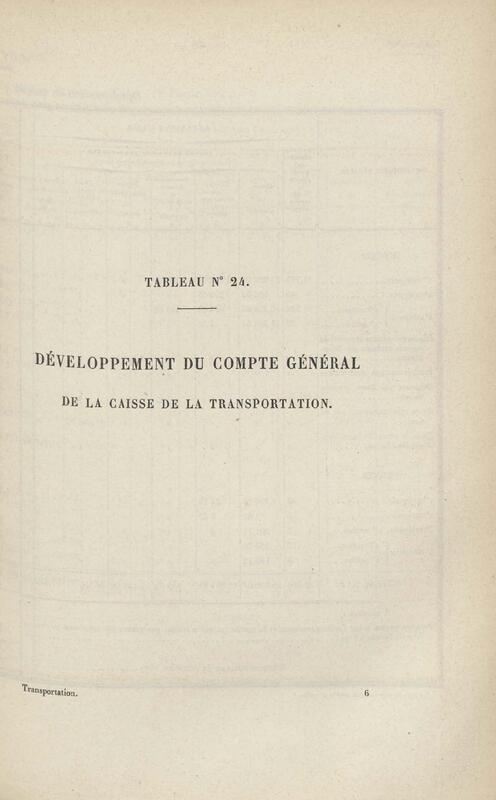 TABLEAU N° 24.
DÉVELOPPEMENT DU COMPTE GÉNÉRAL
DE LA CAISSE DE LA TRANSPORTATION.
Transportation. 6